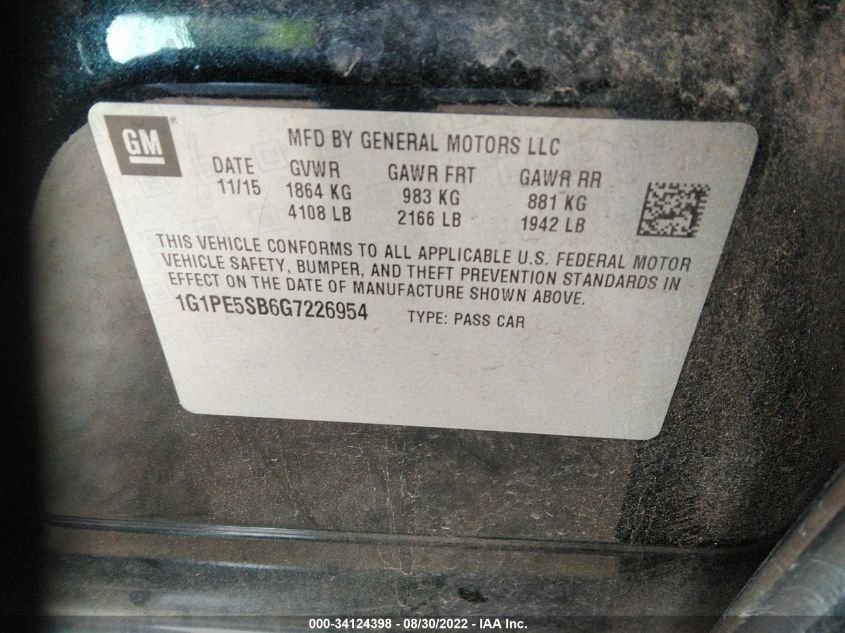 GM ®
MFD BY GENERAL MOTORS LLC
DATE GVWR GAWR FRT GAWR RR
11/15 1864 KG 983 KG 881 KG
4108 LB 2166 LB 1942 LB
THIS VEHICLE CONFORMS TO ALL APPLICABLE U.S. FEDERAL MOTOR
VEHICLE SAFETY, BUMPER, AND THEFT PREVENTION STANDARDS IN
EFFECT ON THE DATE OF MANUFACTURE SHOWN ABOVE.
1G1PE5SB6G7226954 TYPE: PASS CAR
000-34124398 - 08/30/2022 - IAA Inc.